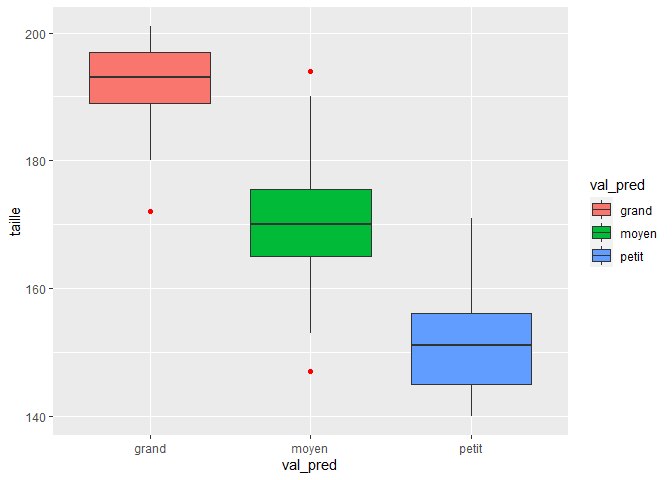 200
180
160
140
taille
grand
moyen
petit
val_pred
val_pred
grand
moyen
petit